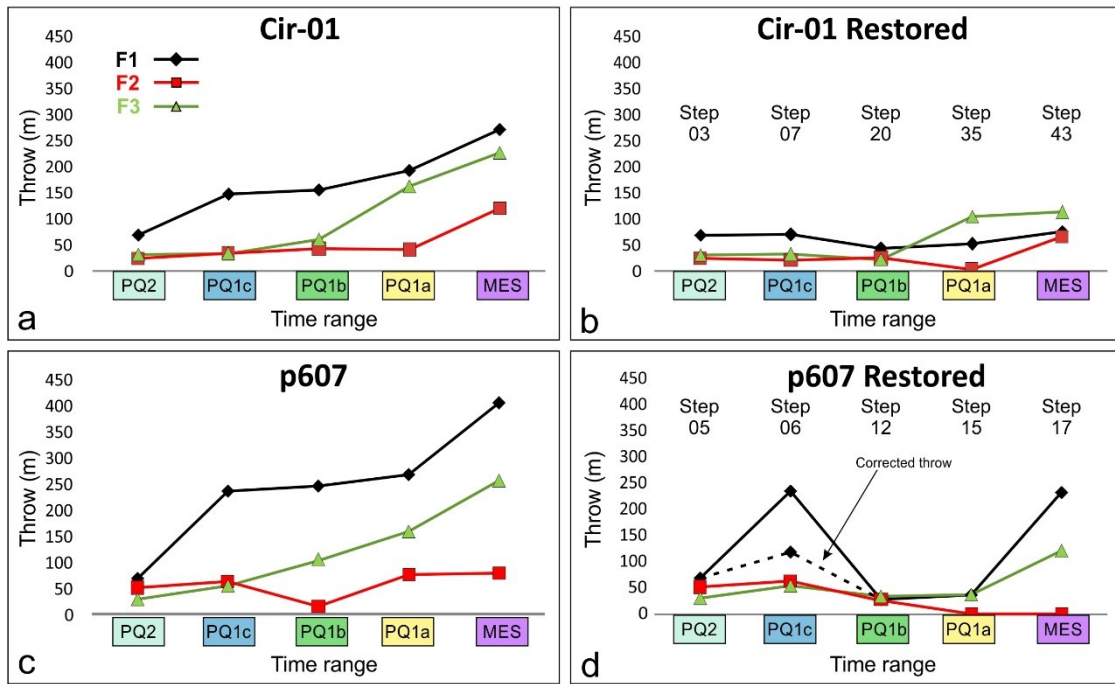 Cir-01
450
400
350
300
250
200
150
100
50
0
Throw (m)
F1
F2
F3
PQ2 PQ1c PQ1b PQ1a MES
Time range
a
Cir-01 Restored
450
400
350
300
250
200
150
100
50
0
Throw (m)
Step Step Step Step Step
03 07 20 35 43
PQ2 PQ1c PQ1b PQ1a MES
Time range
b
p607
450
400
350
300
250
200
150
100
50
0
Throw (m)
PQ2 PQ1c PQ1b PQ1a MES
Time range
c
p607 Restored
450
400
350
300
250
200
150
100
50
0
Throw (m)
Step Step Step Step Step
05 06 12 15 17
Corrected throw
PQ2 PQ1c PQ1b PQ1a MES
Time range
d